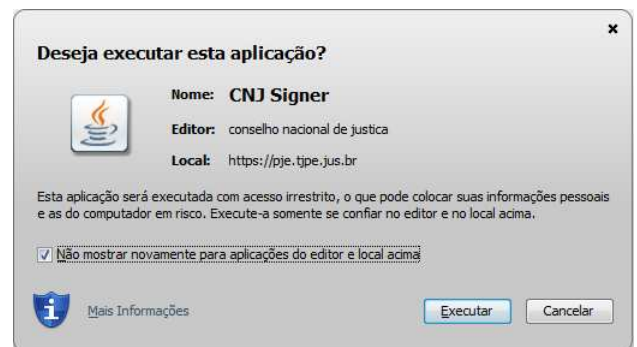 Deseja executar esta aplicação?
Nome: CNJ Signer
Editor: conselho nacional de justica
Local: https://pje.tjpe.jus.br
Esta aplicação será executada com acesso irrestrito, o que pode colocar suas informações pessoais
e as do computador em risco. Execute-a somente se confiar no editor e no local acima.
Não mostrar novamente para aplicações do editor e local acima
Mais Informações
Executar
Cancelar